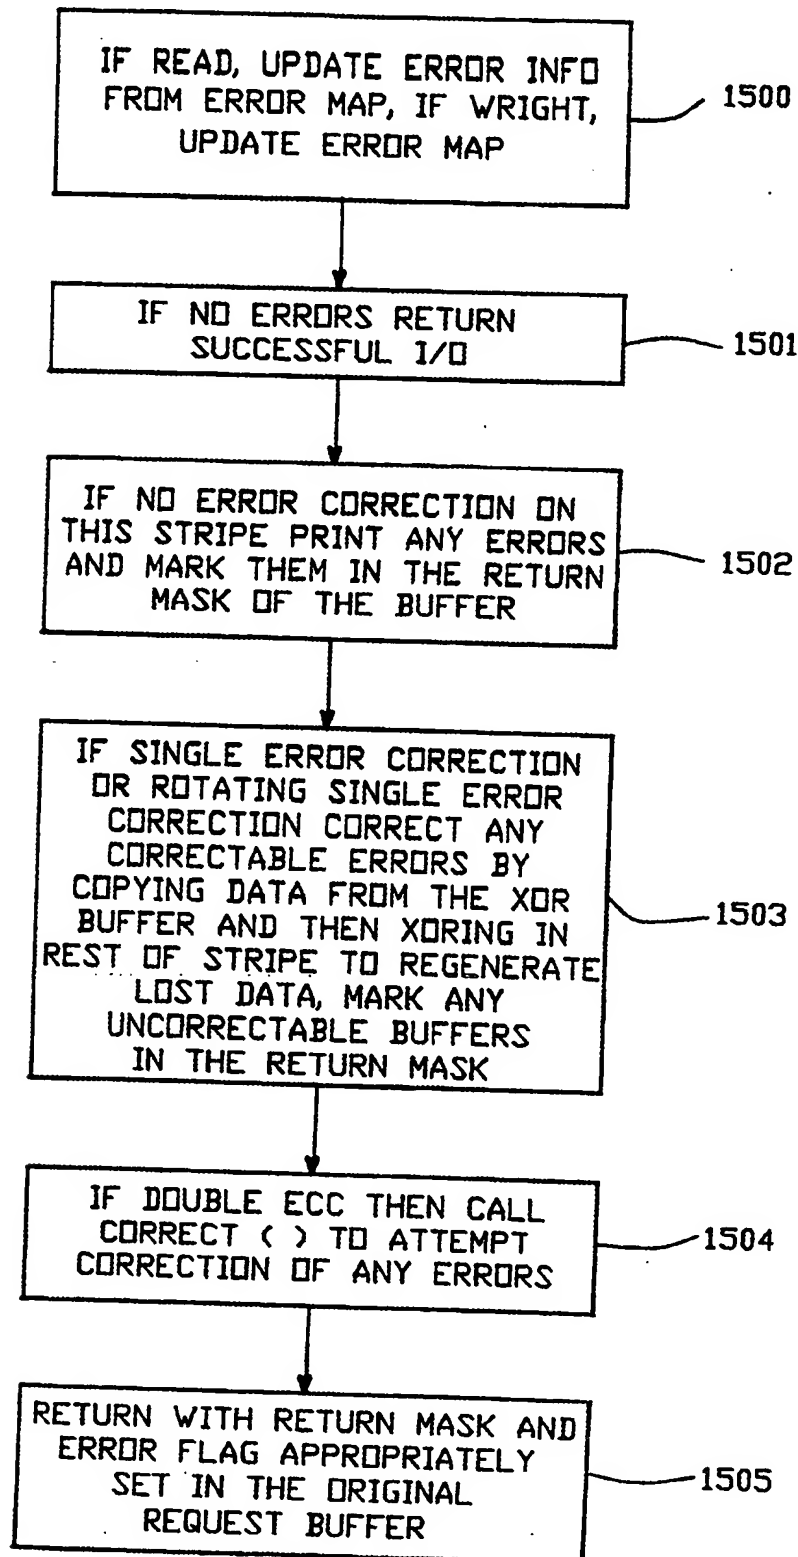 IF READ, UPDATE ERROR INFO
FROM ERROR MAP, IF WRIGHT,
UPDATE ERROR MAP
1500
IF NO ERRORS RETURN
SUCCESSFUL I/O
1501
IF NO ERROR CORRECTION ON
THIS STRIPE PRINT ANY ERRORS
AND MARK THEM IN THE RETURN
MASK OF THE BUFFER
1502
IF SINGLE ERROR CORRECTION
OR ROTATING SINGLE ERROR
CORRECTION CORRECT ANY
CORRECTABLE ERRORS BY
COPYING DATA FROM THE XOR
BUFFER AND THEN XORING IN
REST OF STRIPE TO REGENERATE
LOST DATA, MARK ANY
UNCORRECTABLE BUFFERS
IN THE RETURN MASK
1503
IF DOUBLE ECC THEN CALL
CORRECT ( ) TO ATTEMPT
CORRECTION OF ANY ERRORS
1504
RETURN WITH RETURN MASK AND
ERROR FLAG APPROPRIATELY
SET IN THE ORIGINAL
REQUEST BUFFER
1505